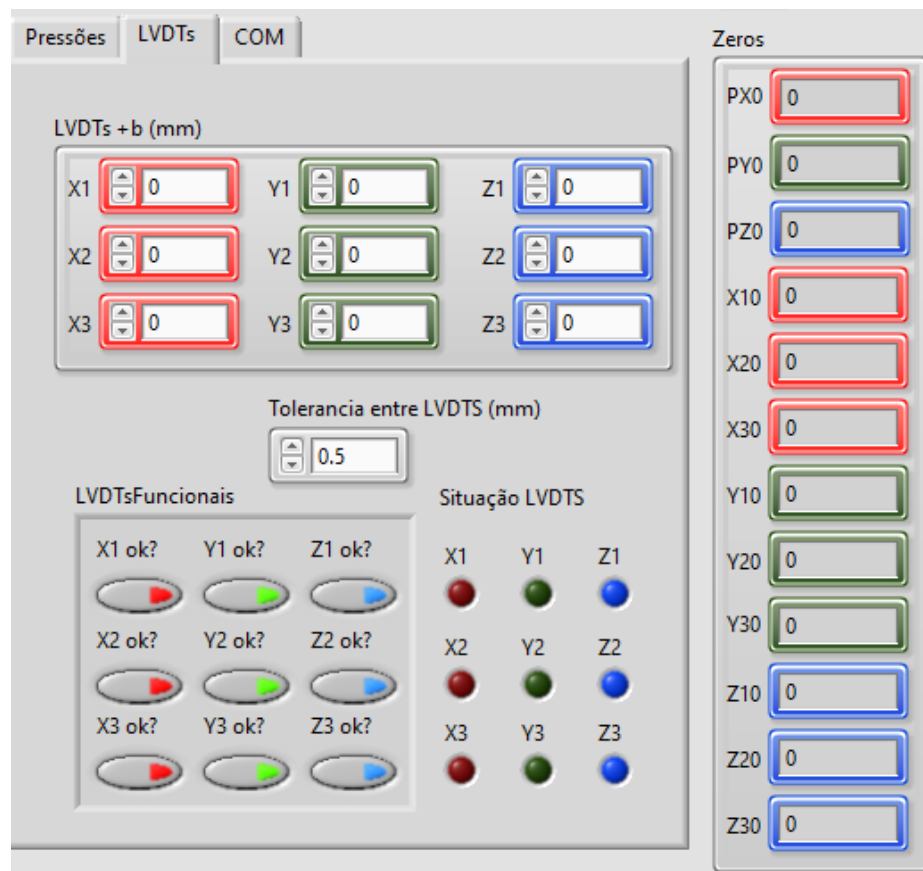 Pressões LVDTs COM
LVDTs +b (mm)
X1 0 Y1 0 Z1 0
X2 0 Y2 0 Z2 0
X3 0 Y3 0 Z3 0
Tolerancia entre LVDTS (mm)
0.5
LVDTsFuncionais
X1 ok? Y1 ok? Z1 ok?
X2 ok? Y2 ok? Z2 ok?
X3 ok? Y3 ok? Z3 ok?
Situação LVDTS
X1 Y1 Z1
X2 Y2 Z2
X3 Y3 Z3
Zeros
PX0 0
PY0 0
PZ0 0
X10 0
X20 0
X30 0
Y10 0
Y20 0
Y30 0
Z10 0
Z20 0
Z30 0